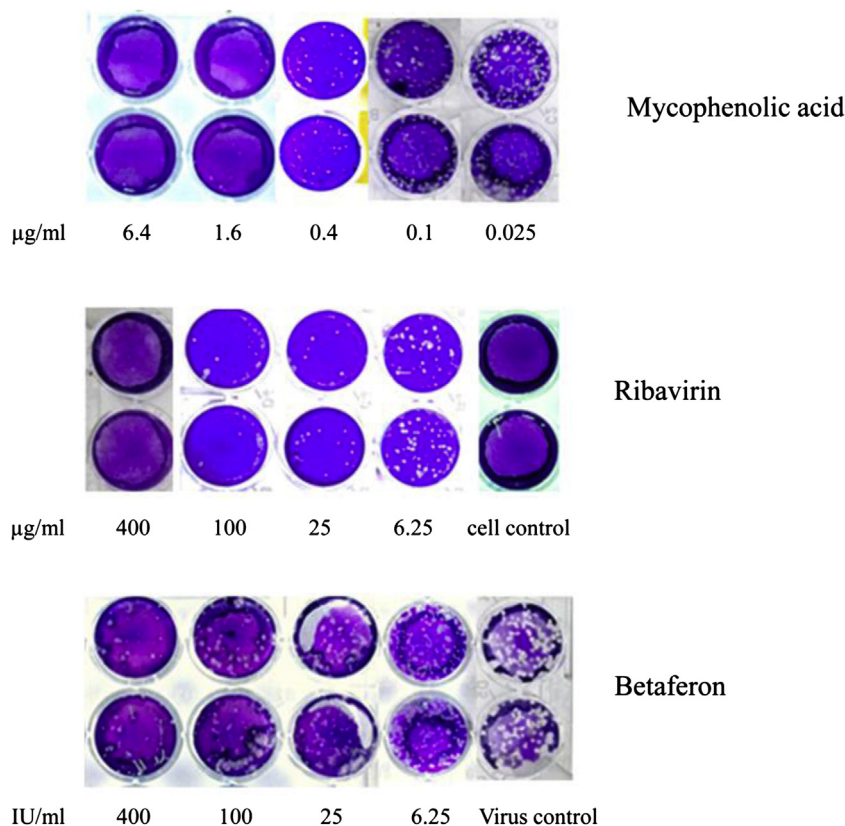 Mycophenolic acid
µg/ml 6.4 1.6 0.4 0.1 0.025
Ribavirin
µg/ml 400 100 25 6.25 cell control
Betaferon
IU/ml 400 100 25 6.25 Virus control